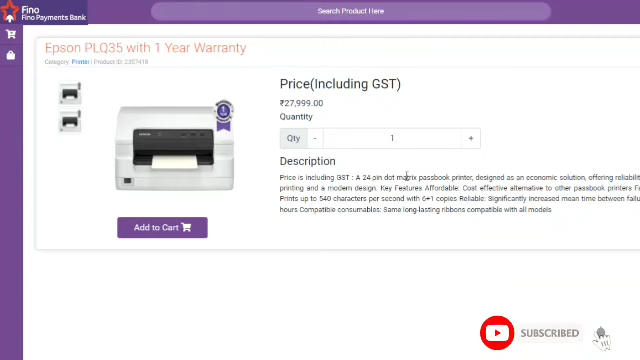 Fino
Fino Payments Bank
Search Product Here
Epson PLQ35 with 1 Year Warranty
Category: Printer | Product ID: 2357418
Price(Including GST)
₹27,999.00
Quantity
Qty - 1 +
Description
Price is including GST : A 24 pin dot matrix passbook printer, designed as an economic solution, offering reliabilit
printing and a modern design. Key Features Affordable: Cost effective alternative to other passbook printers Fa
Prints up to 540 characters per second with 6+1 copies Reliable: Significantly increased mean time between failu
hours Compatible consumables: Same long-lasting ribbons compatible with all models
Add to Cart
SUBSCRIBED